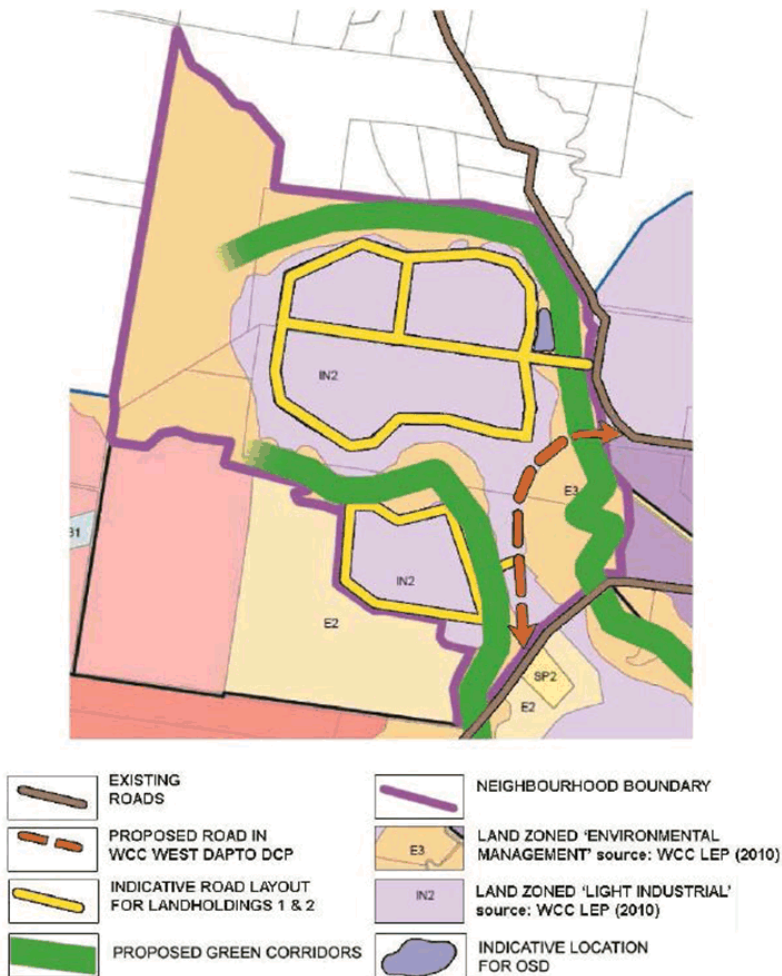 IN2
E3
31
IN2
E2
SP2
E2
EXISTING
ROADS
NEIGHBOURHOOD BOUNDARY
PROPOSED ROAD IN
WCC WEST DAPTO DCP
E3
LAND ZONED ‘ENVIRONMENTAL
MANAGEMENT’ source: WCC LEP (2010)
INDICATIVE ROAD LAYOUT
FOR LANDHOLDINGS 1 & 2
IN2
LAND ZONED ‘LIGHT INDUSTRIAL’
source: WCC LEP (2010)
PROPOSED GREEN CORRIDORS
INDICATIVE LOCATION
FOR OSD